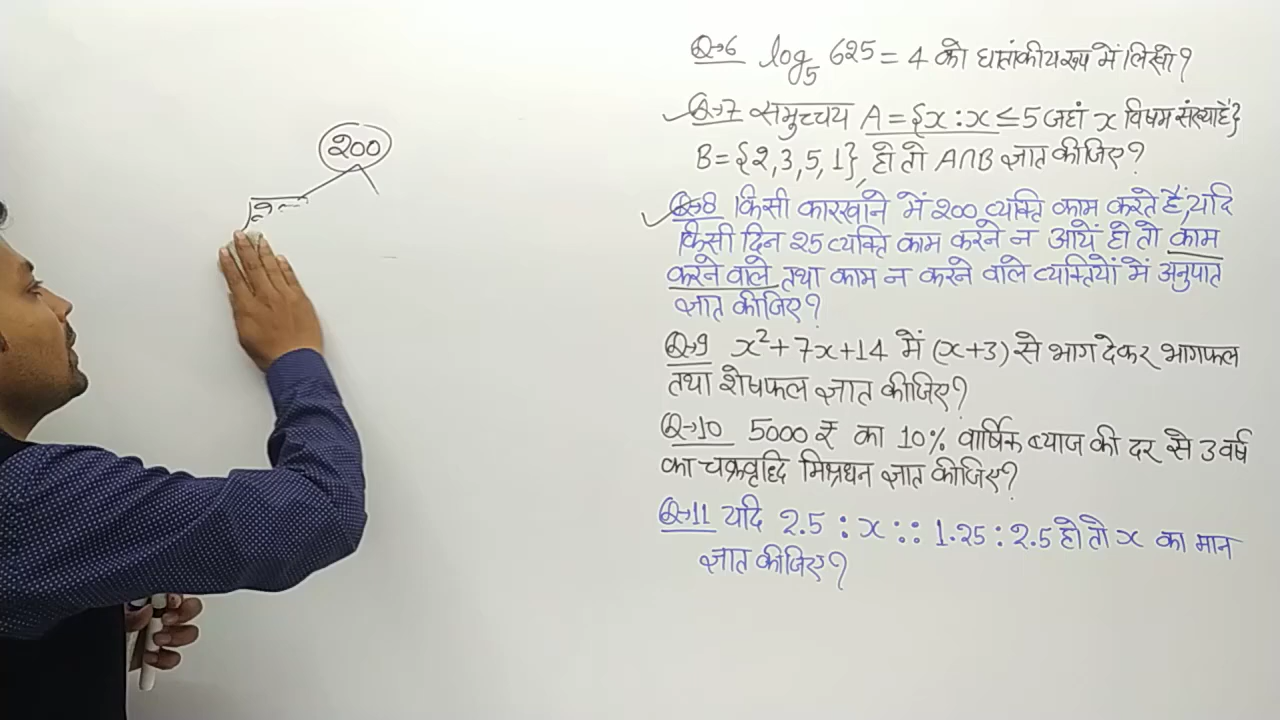 200
Q→6 log₅ 625 = 4 को घातांकीय रूप में लिखो?
Q→7 समुच्चय A = {x : x ≤ 5 जहां x विषम संख्या है}
B = {2, 3, 5, 1}, हो तो A∩B ज्ञात कीजिए?
Q→8 किसी कारखाने में 200 व्यक्ति काम करते है, यदि
किसी दिन 25 व्यक्ति काम करने न आयें हो तो काम
करने वाले तथा काम न करने वाले व्यक्तियों में अनुपात
ज्ञात कीजिए?
Q→9 x² + 7x + 14 में (x+3) से भाग देकर भागफल
तथा शेषफल ज्ञात कीजिए?
Q→10 5000 ₹ का 10% वार्षिक ब्याज की दर से 3 वर्ष
का चक्रवृद्धि मिश्रधन ज्ञात कीजिए?
Q→11 यदि 2.5 : x :: 1.25 : 2.5 हो तो x का मान
ज्ञात कीजिए?